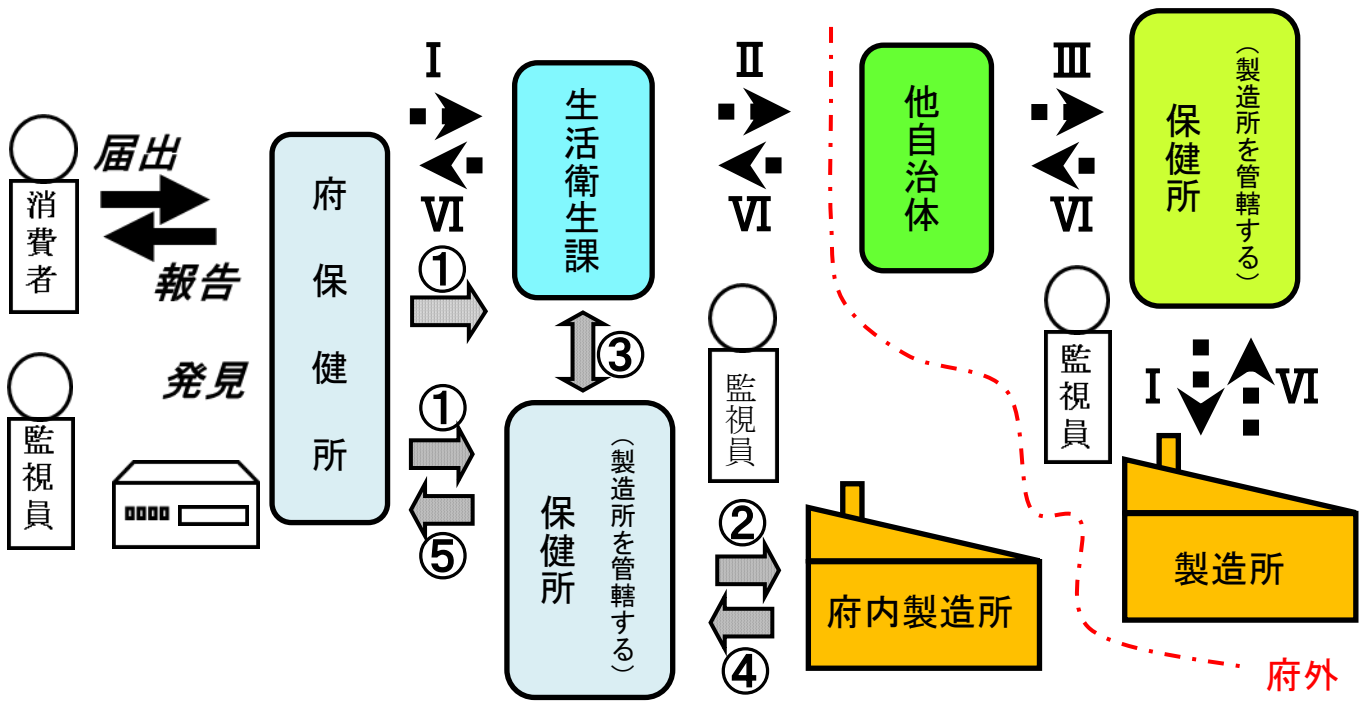 消費者
届出
報告
監視員
発見
府保健所
Ⅰ
Ⅵ
①
①
⑤
生活衛生課
③
保健所
（製造所を管轄する）
Ⅱ
Ⅵ
監視員
②
④
府内製造所
他自治体
Ⅲ
Ⅵ
保健所
（製造所を管轄する）
監視員
Ⅰ
Ⅵ
製造所
府外